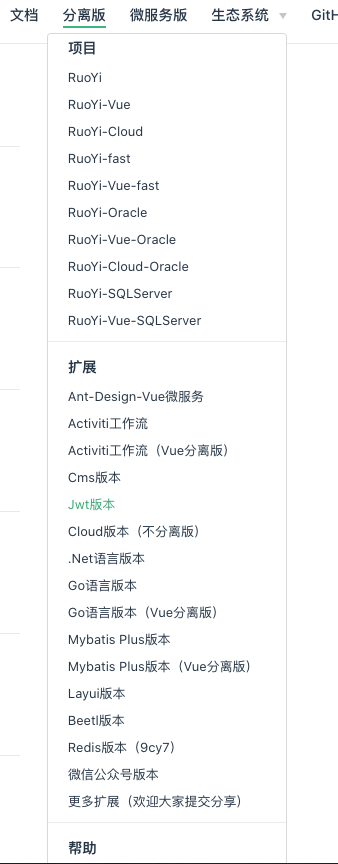 文档 分离版 微服务版 生态系统 GitH
项目
RuoYi
RuoYi-Vue
RuoYi-Cloud
RuoYi-fast
RuoYi-Vue-fast
RuoYi-Oracle
RuoYi-Vue-Oracle
RuoYi-Cloud-Oracle
RuoYi-SQLServer
RuoYi-Vue-SQLServer
扩展
Ant-Design-Vue微服务
Activiti工作流
Activiti工作流（Vue分离版）
Cms版本
Jwt版本
Cloud版本（不分离版）
.Net语言版本
Go语言版本
Go语言版本（Vue分离版）
Mybatis Plus版本
Mybatis Plus版本（Vue分离版）
Layui版本
Beetl版本
Redis版本（9cy7）
微信公众号版本
更多扩展（欢迎大家提交分享）
帮助